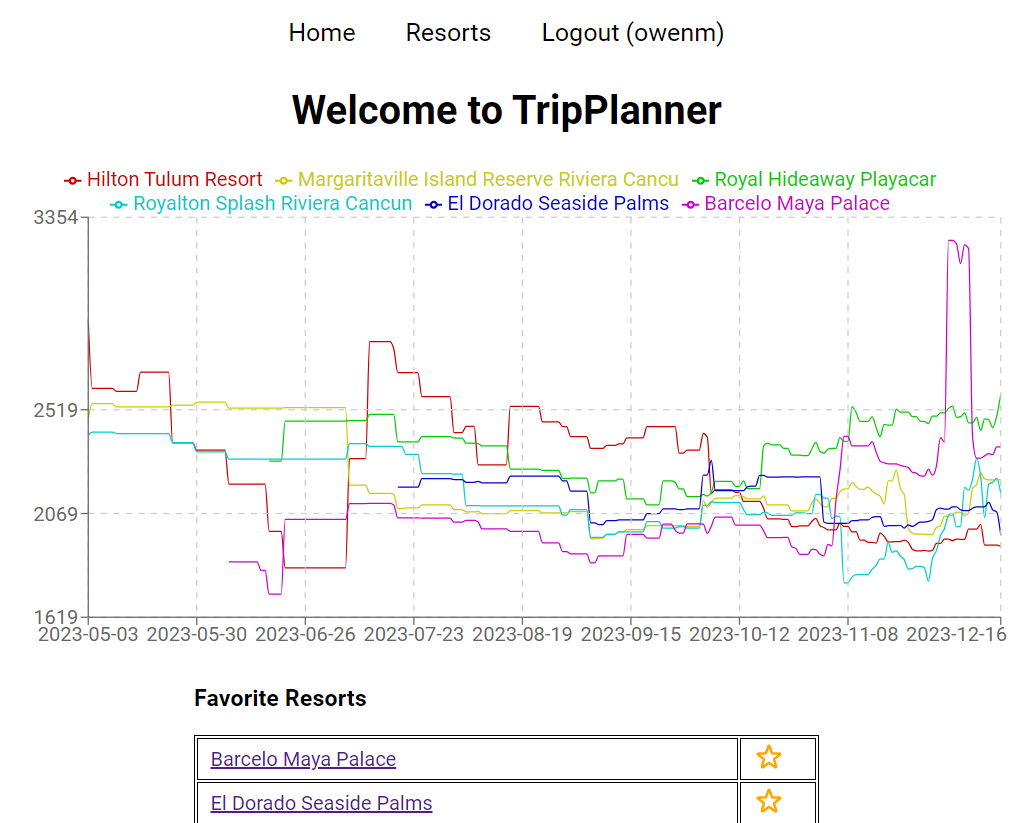 Home Resorts Logout (owenm)
Welcome to TripPlanner
Hilton Tulum Resort Margaritaville Island Reserve Riviera Cancu Royal Hideaway Playacar
Royalton Splash Riviera Cancun El Dorado Seaside Palms Barcelo Maya Palace
3354
2519
2069
1619
2023-05-03 2023-05-30 2023-06-26 2023-07-23 2023-08-19 2023-09-15 2023-10-12 2023-11-08 2023-12-16
Favorite Resorts
Barcelo Maya Palace
El Dorado Seaside Palms